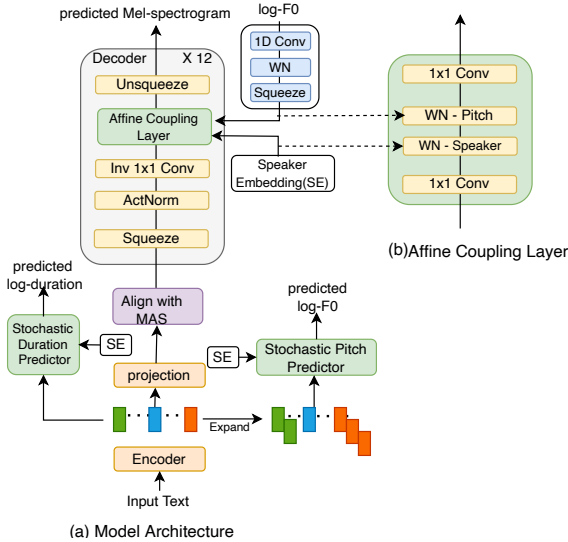 predicted Mel-spectrogram
log-F0
Decoder
X 12
1D Conv
WN
Squeeze
Unsqueeze
Affine Coupling
Layer
Inv 1x1 Conv
ActNorm
Squeeze
Speaker
Embedding(SE)
1x1 Conv
WN - Pitch
WN - Speaker
1x1 Conv
(b)Affine Coupling Layer
predicted
log-duration
Stochastic
Duration
Predictor
SE
Align with
MAS
projection
predicted
log-F0
SE
Stochastic Pitch
Predictor
Expand
Encoder
Input Text
(a) Model Architecture